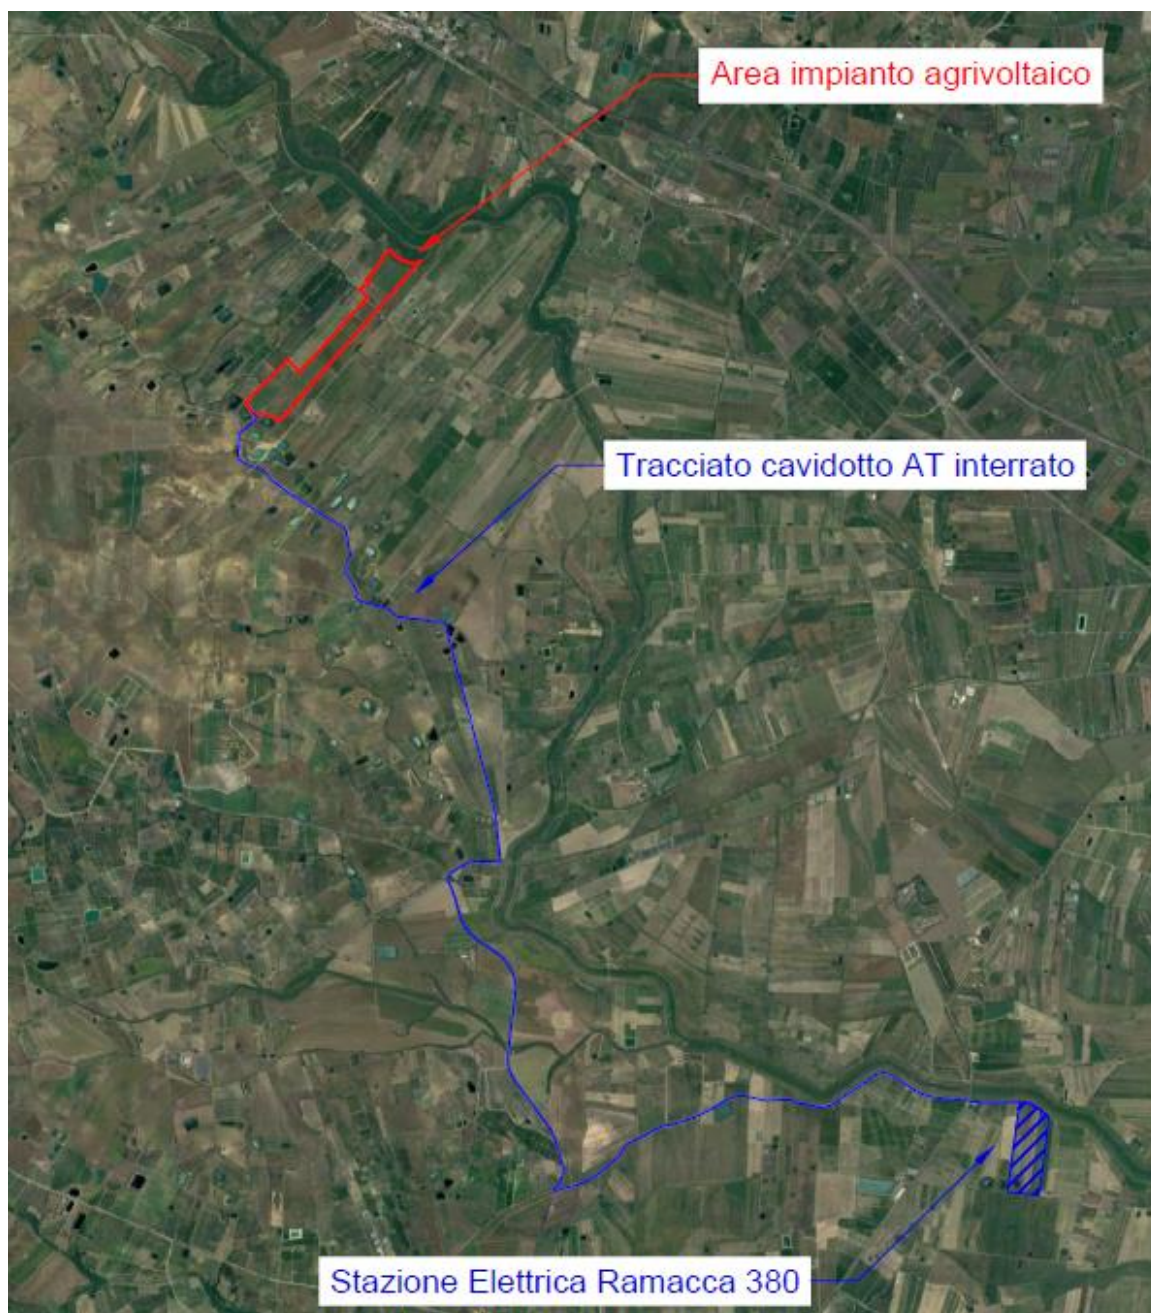 Area impianto agrivoltaico
Tracciato cavidotto AT interrato
Stazione Elettrica Ramacca 380